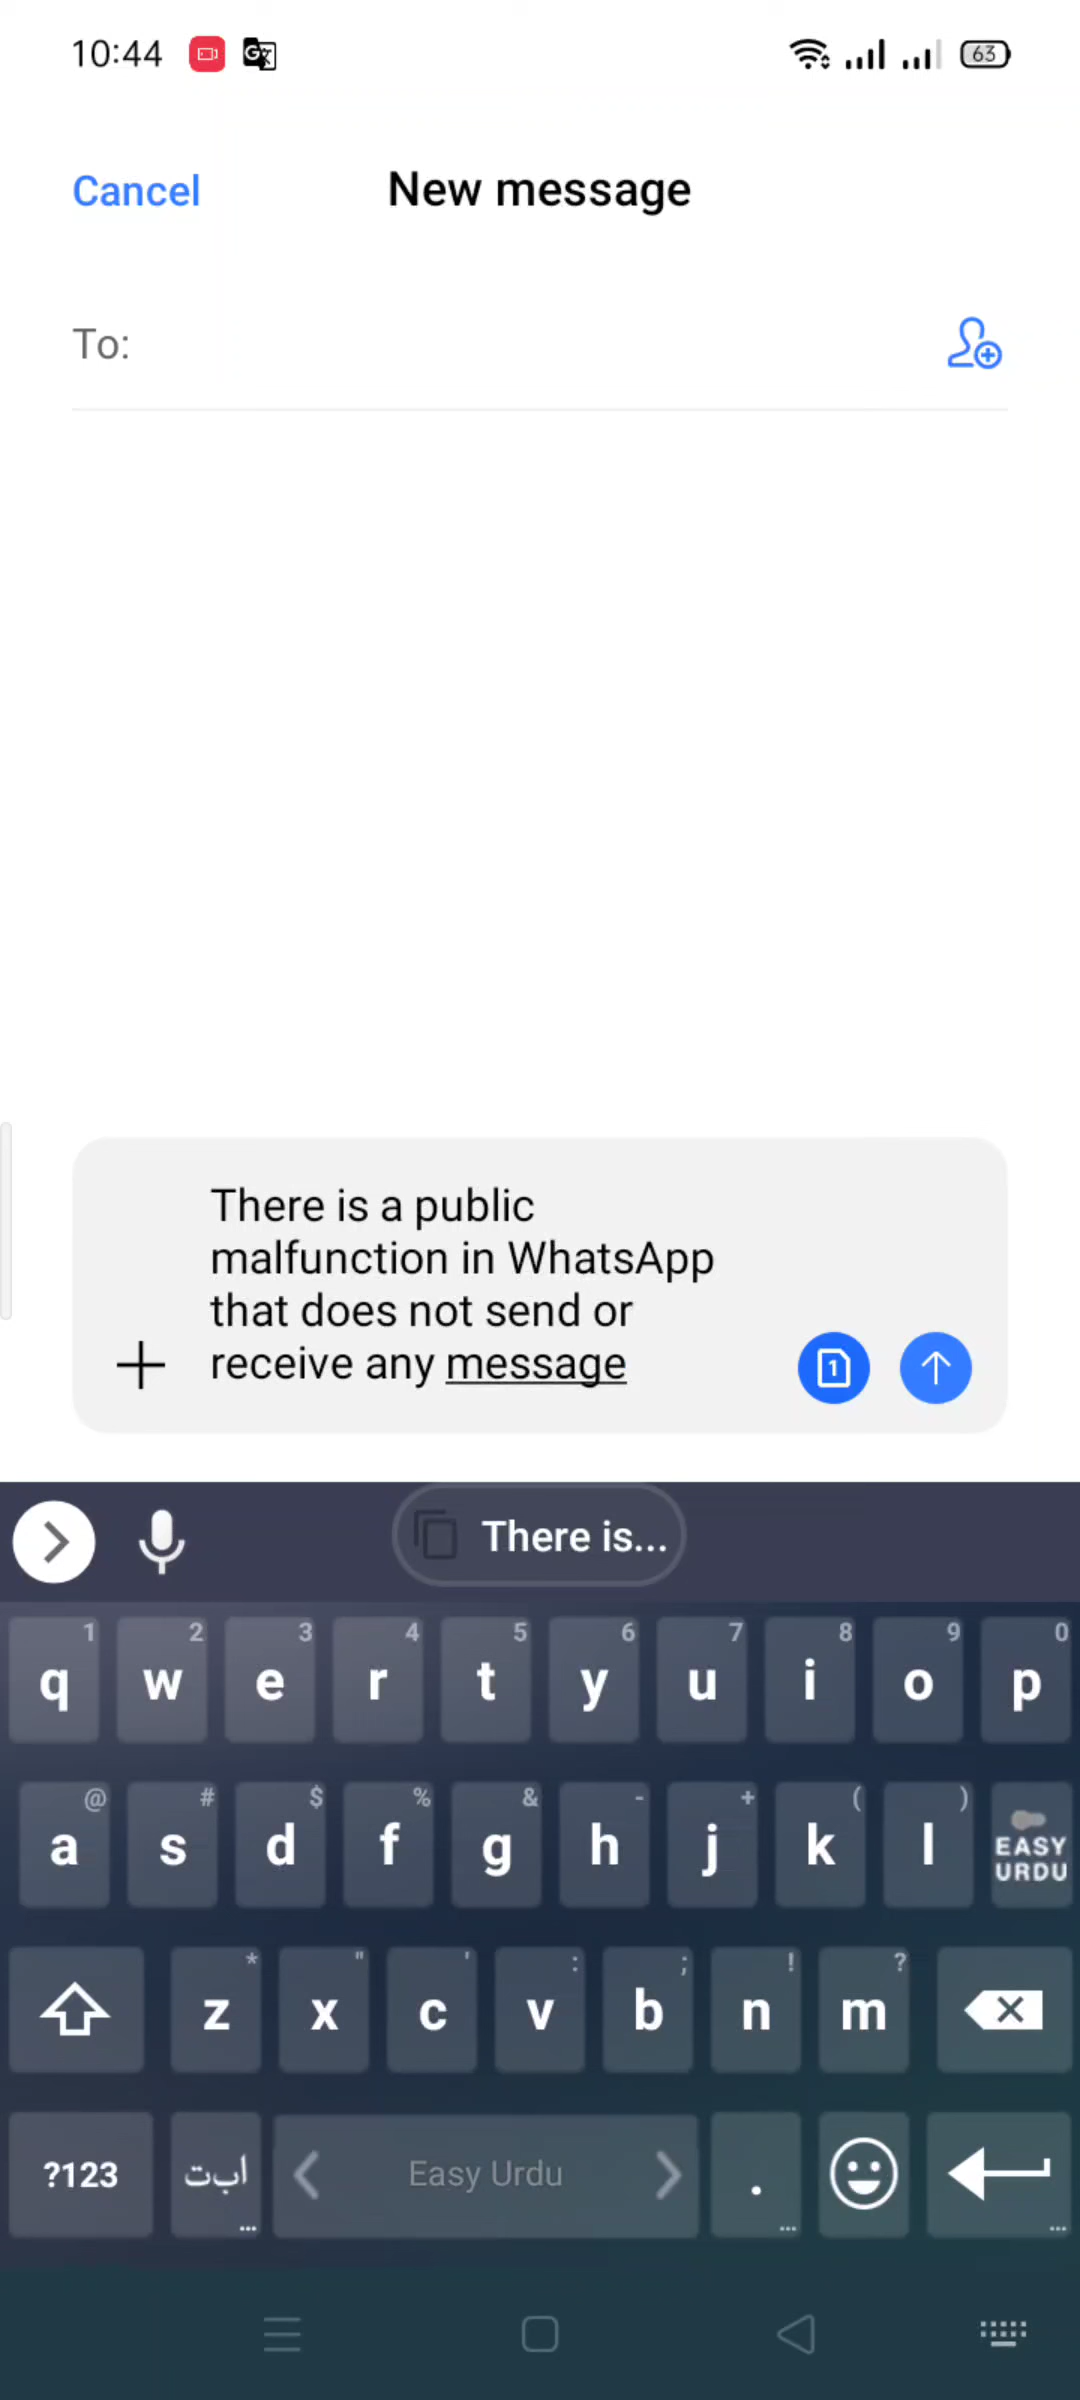 10:44 63
Cancel New message
To:
There is a public
malfunction in WhatsApp
that does not send or
receive any message
1
There is...
1 2 3 4 5 6 7 8 9 0
q w e r t y u i o p
@ # $ % & - + ( )
a s d f g h j k l EASY URDU
* " ' : ; ! ?
z x c v b n m
?123 ابت Easy Urdu .